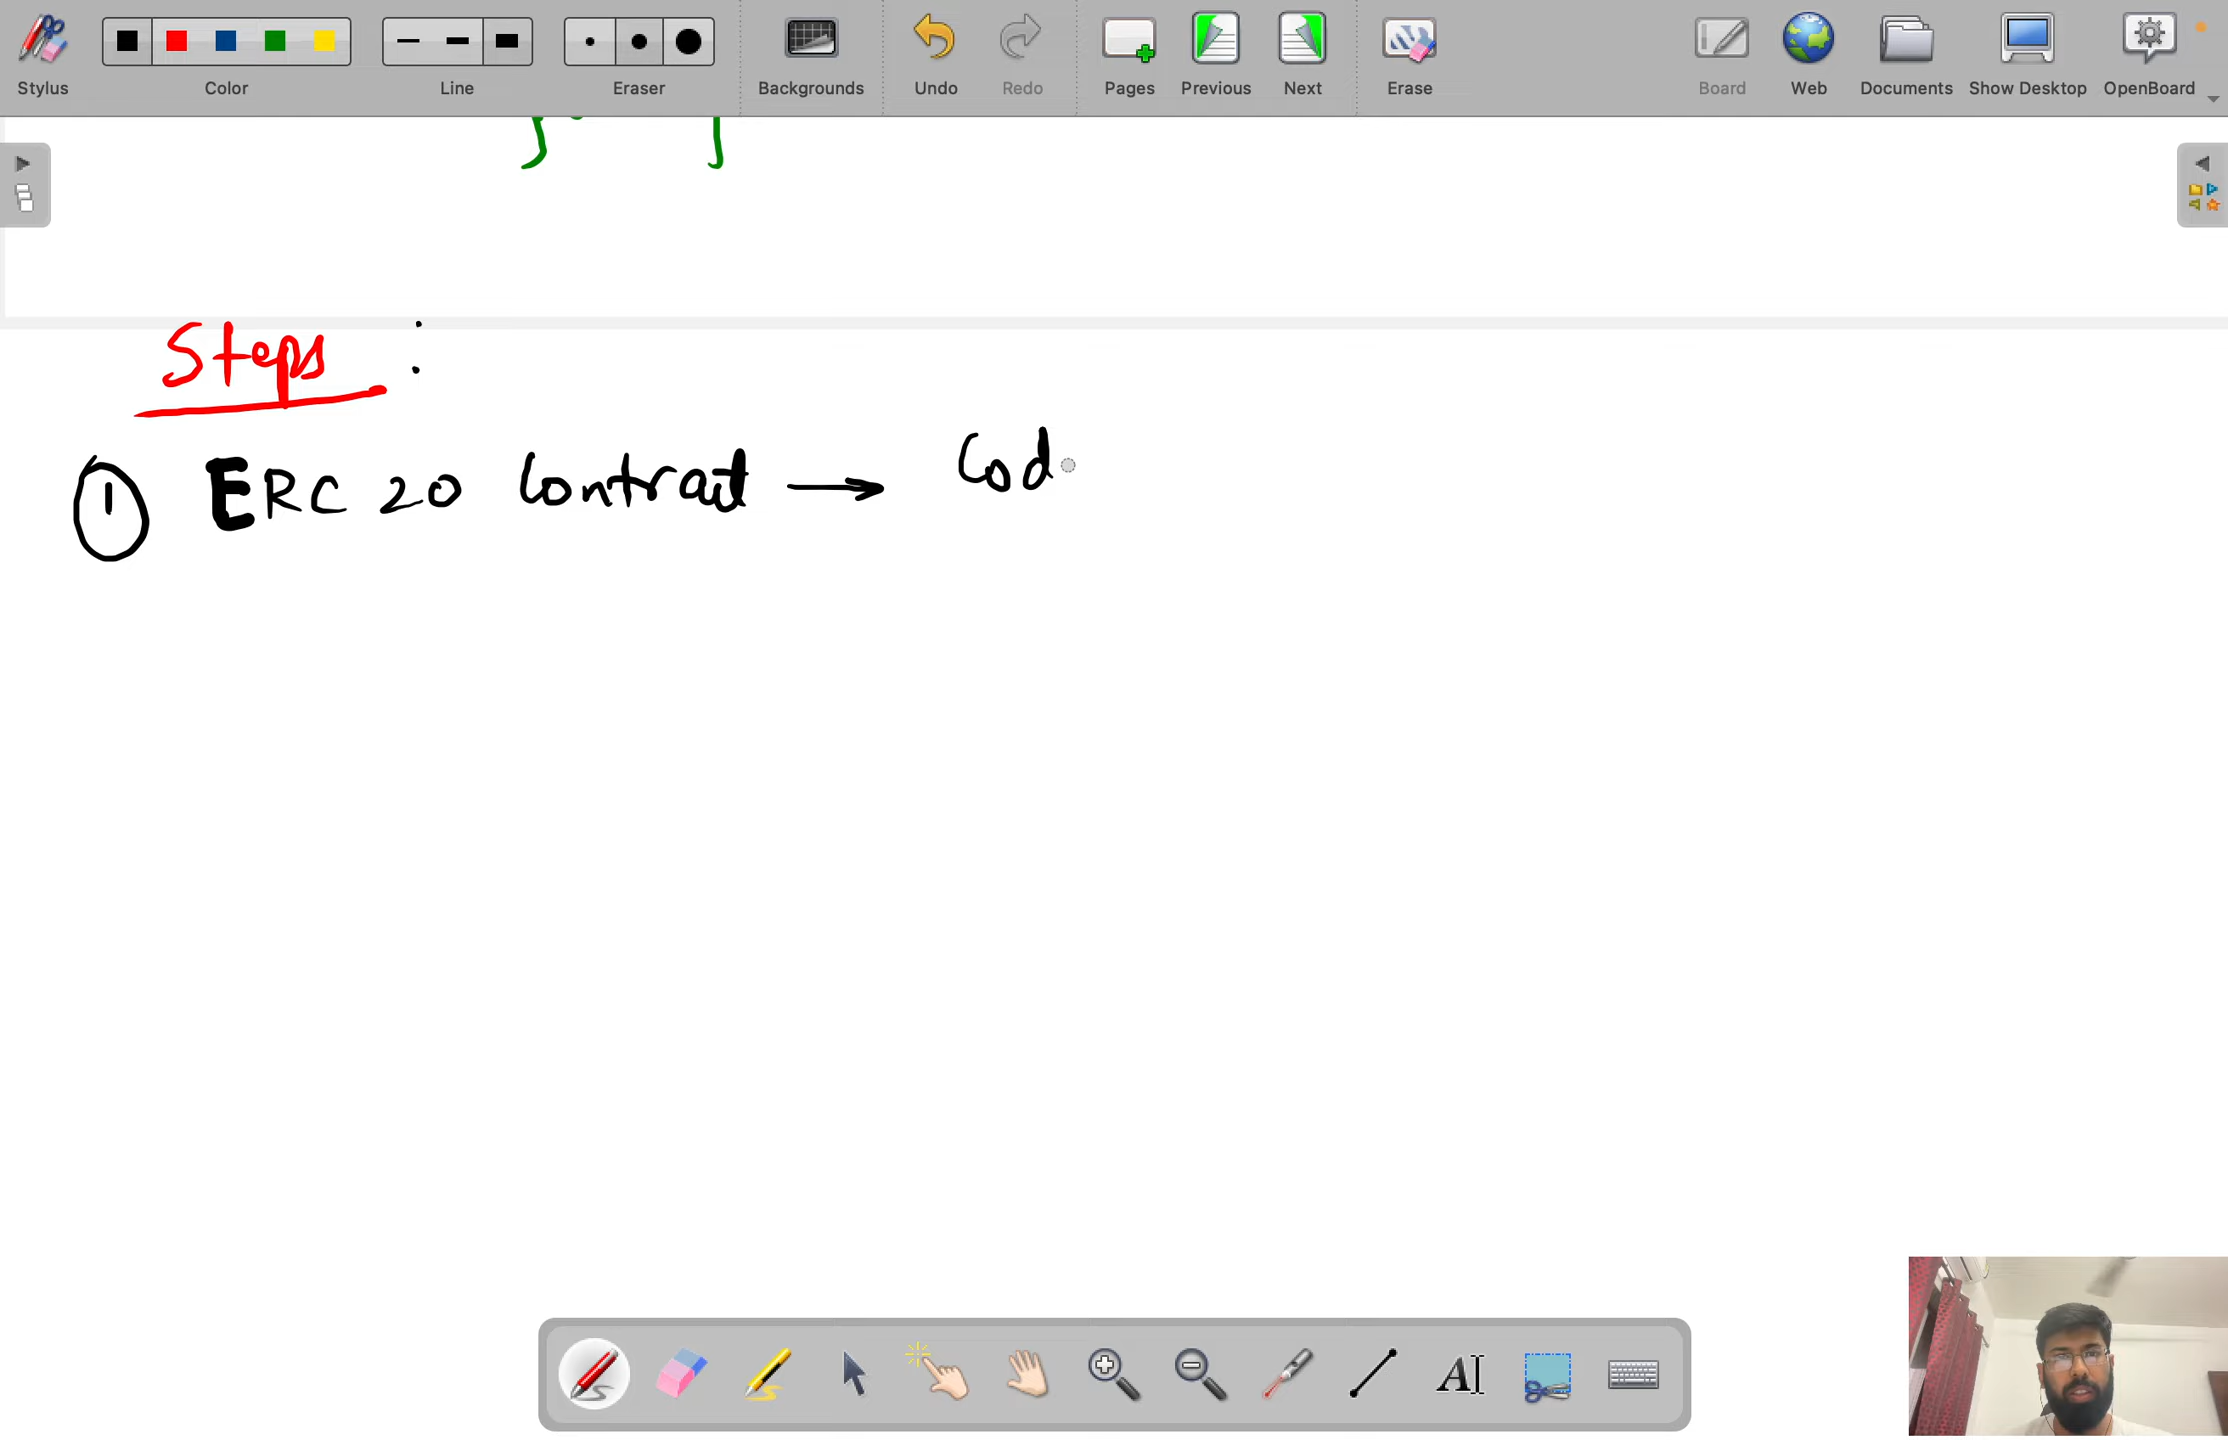 Stylus Color Line Eraser Backgrounds Undo Redo Pages Previous Next Erase Board Web Documents Show Desktop OpenBoard
Steps :
1 ERC 20 Contract → Cod